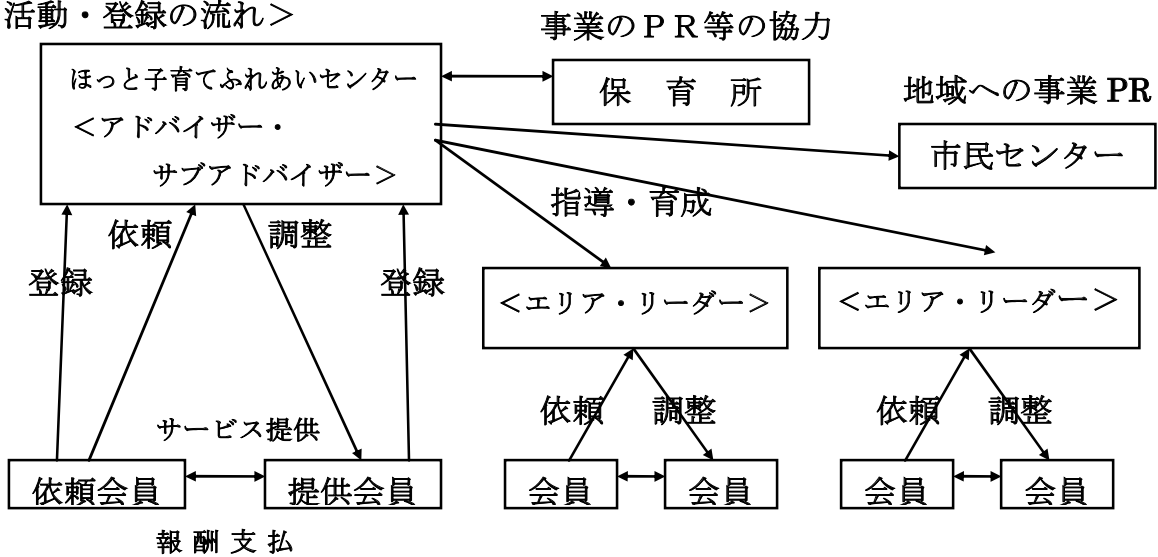 活動・登録の流れ＞
事業のＰＲ等の協力
ほっと子育てふれあいセンター
＜アドバイザー・
サブアドバイザー＞
保　育　所
地域への事業 PR
市民センター
指導・育成
依頼
調整
登録
登録
＜エリア・リーダー＞
＜エリア・リーダー＞
依頼
調整
依頼
調整
サービス提供
依頼会員
提供会員
会員
会員
会員
会員
報 酬 支 払